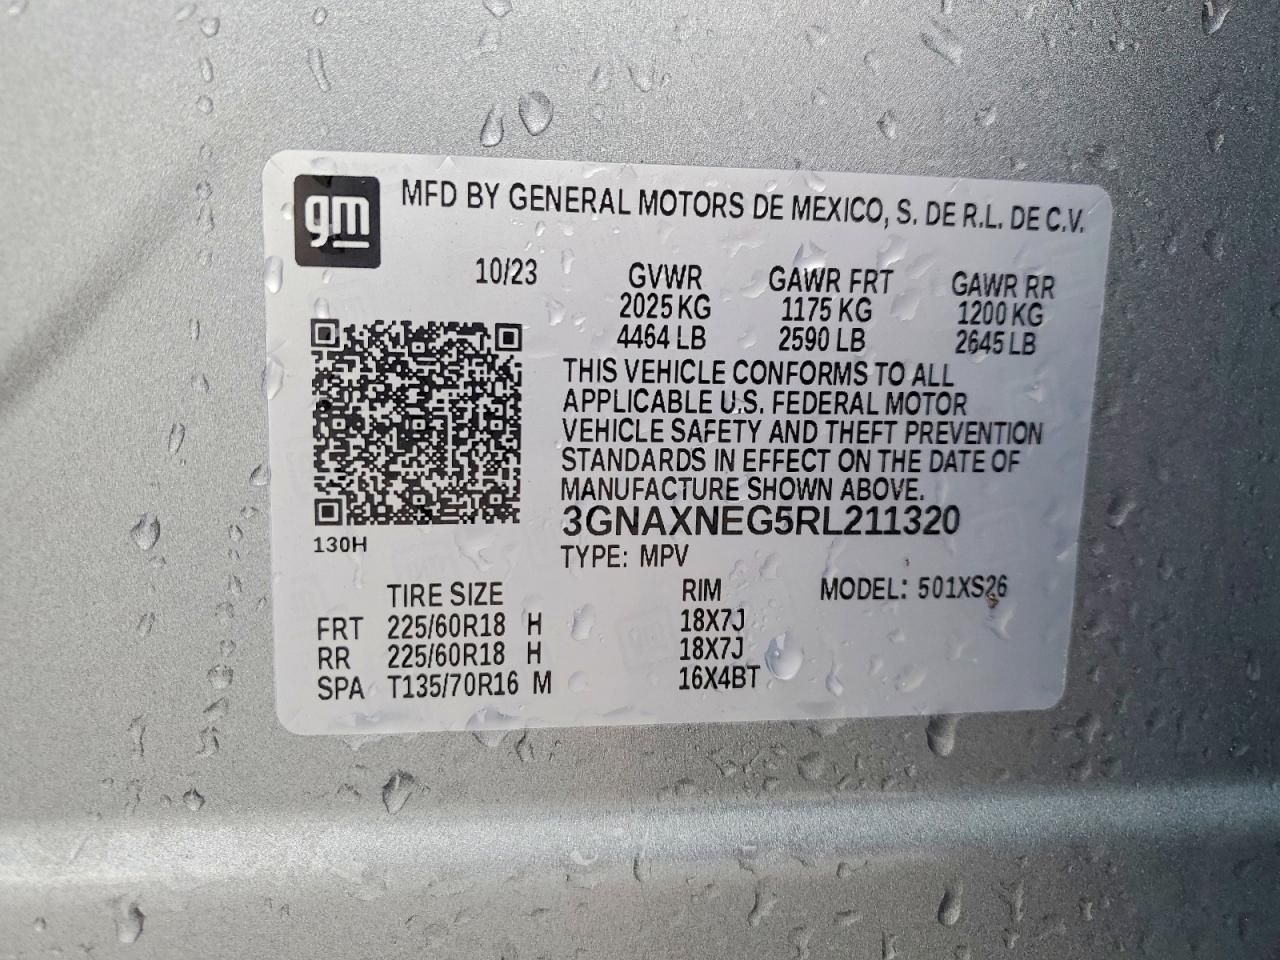 gm
MFD BY GENERAL MOTORS DE MEXICO, S. DE R.L. DE C.V.
10/23 GVWR GAWR FRT GAWR RR
2025 KG 1175 KG 1200 KG
4464 LB 2590 LB 2645 LB
THIS VEHICLE CONFORMS TO ALL
APPLICABLE U.S. FEDERAL MOTOR
VEHICLE SAFETY AND THEFT PREVENTION
STANDARDS IN EFFECT ON THE DATE OF
MANUFACTURE SHOWN ABOVE.
3GNAXNEG5RL211320
130H
TYPE: MPV
TIRE SIZE RIM MODEL: 501XS26
FRT 225/60R18 H 18X7J
RR 225/60R18 H 18X7J
SPA T135/70R16 M 16X4BT